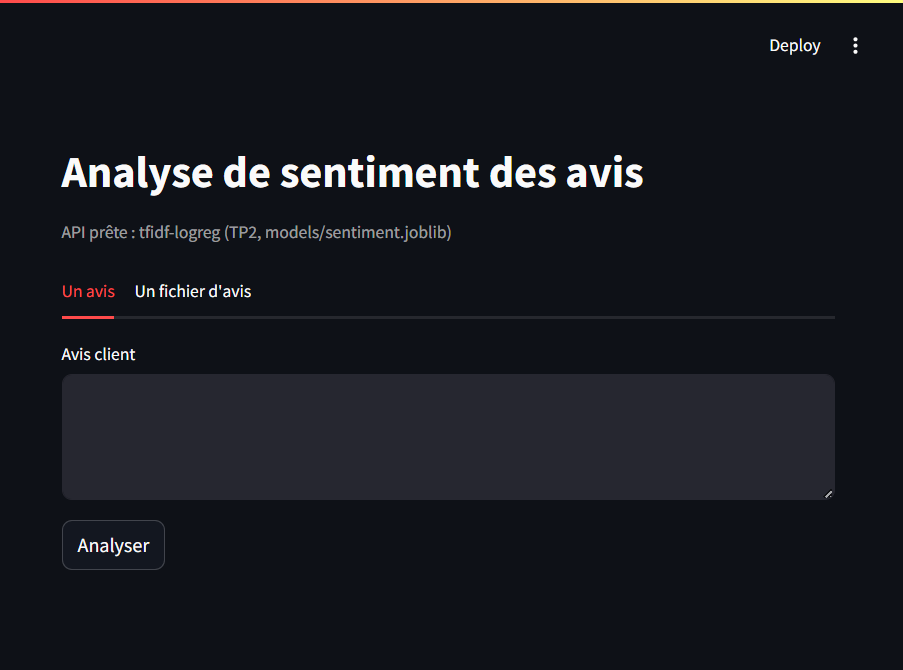 Deploy
Analyse de sentiment des avis
API prête : tfidf-logreg (TP2, models/sentiment.joblib)
Un avis Un fichier d'avis
Avis client
Analyser